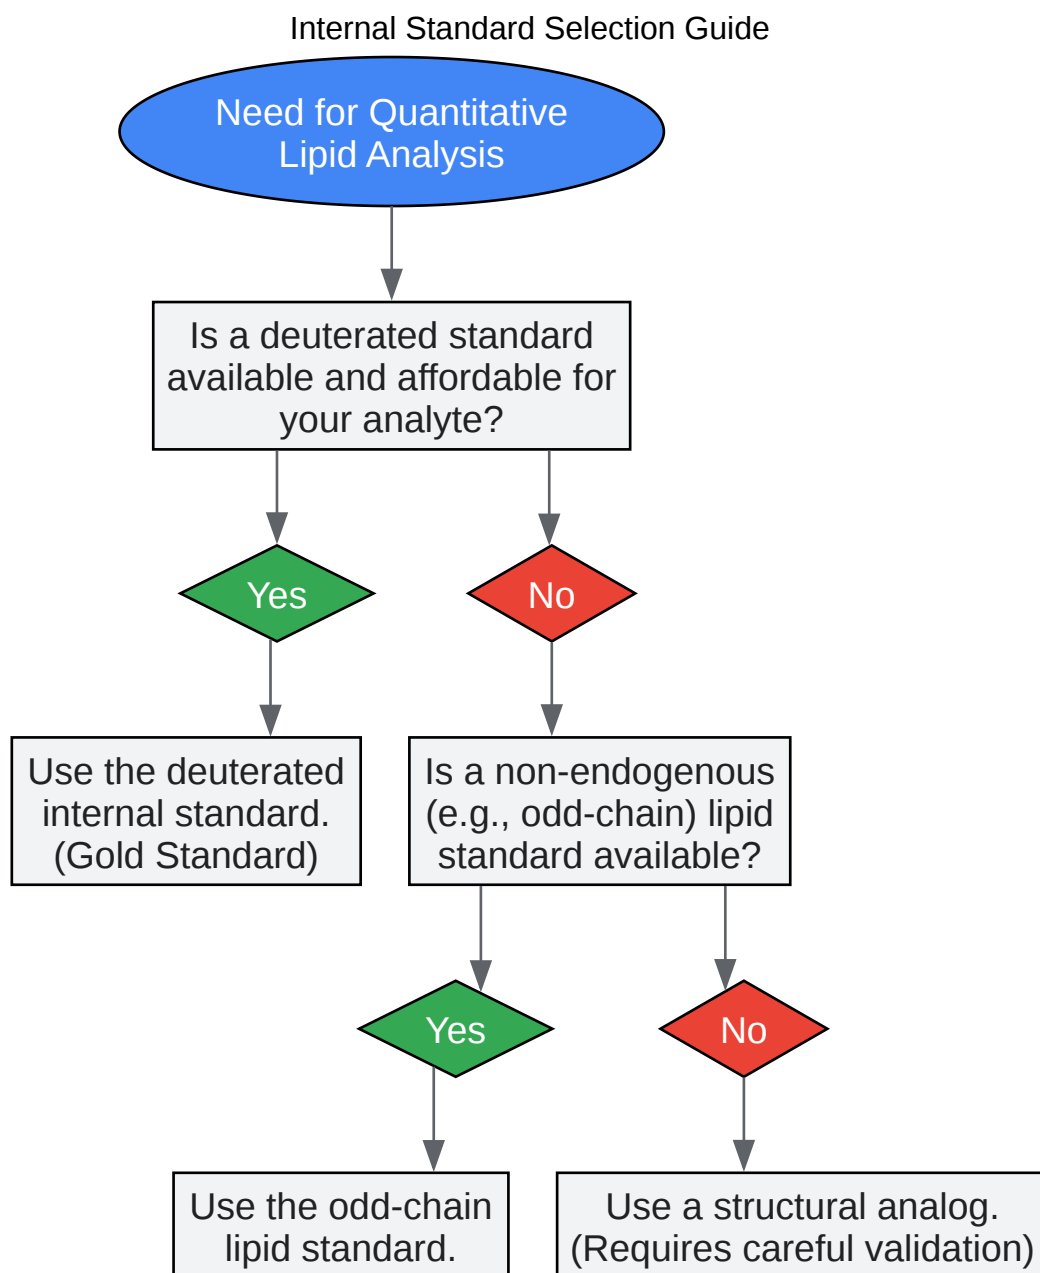 Internal Standard Selection Guide
Need for Quantitative
Lipid Analysis
Is a deuterated standard
available and affordable for
your analyte?
Yes
No
Use the deuterated
internal standard.
(Gold Standard)
Is a non-endogenous
(e.g., odd-chain) lipid
standard available?
Yes
No
Use the odd-chain
lipid standard.
Use a structural analog.
(Requires careful validation)